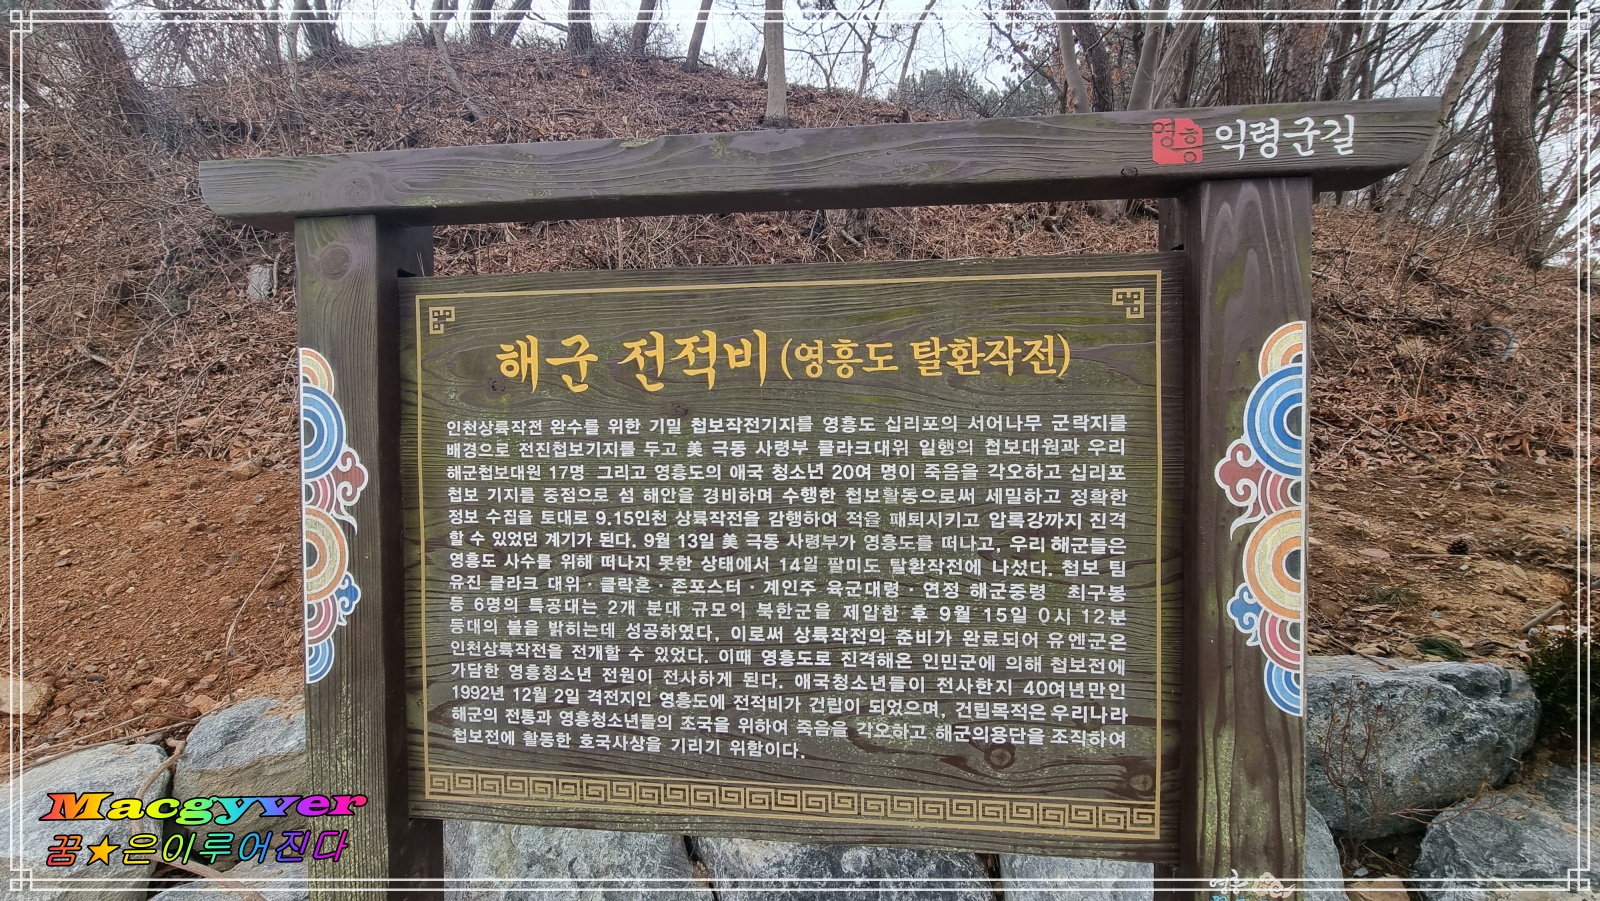 영흥 익령군길
해군 전적비 (영흥도 탈환작전)
인천상륙작전 완수를 위한 기밀 첩보작전기지를 영흥도 십리포의 서어나무 군락지를
배경으로 전진첩보기지를 두고 美 극동 사령부 클라크대위 일행의 첩보대원과 우리
해군첩보대원 17명 그리고 영흥도의 애국 청소년 20여 명이 죽음을 각오하고 십리포
첩보 기지를 중점으로 섬 해안을 경비하며 수행한 첩보활동으로써 세밀하고 정확한
정보 수집을 토대로 9.15인천 상륙작전을 감행하여 적을 패퇴시키고 압록강까지 진격
할 수 있었던 계기가 된다. 9월 13일 美 극동 사령부가 영흥도를 떠나고, 우리 해군들은
영흥도 사수를 위해 떠나지 못한 상태에서 14일 팔미도 탈환작전에 나섰다. 첩보 팀
유진 클라크 대위·클락혼·존포스터·계인주 육군대령·연정 해군중령 최구봉
등 6명의 특공대는 2개 분대 규모의 북한군을 제압한 후 9월 15일 0시 12분
등대의 불을 밝히는데 성공하였다. 이로써 상륙작전의 준비가 완료되어 유엔군은
인천상륙작전을 전개할 수 있었다. 이때 영흥도로 진격해온 인민군에 의해 첩보전에
가담한 영흥청소년 전원이 전사하게 된다. 애국청소년들이 전사한지 40여년만인
1992년 12월 2일 격전지인 영흥도에 전적비가 건립이 되었으며, 건립목적은 우리나라
해군의 전통과 영흥청소년들의 조국을 위하여 죽음을 각오하고 해군의용단을 조직하여
첩보전에 활동한 호국사상을 기리기 위함이다.
Macgyver
꿈★은이루어진다
영흥